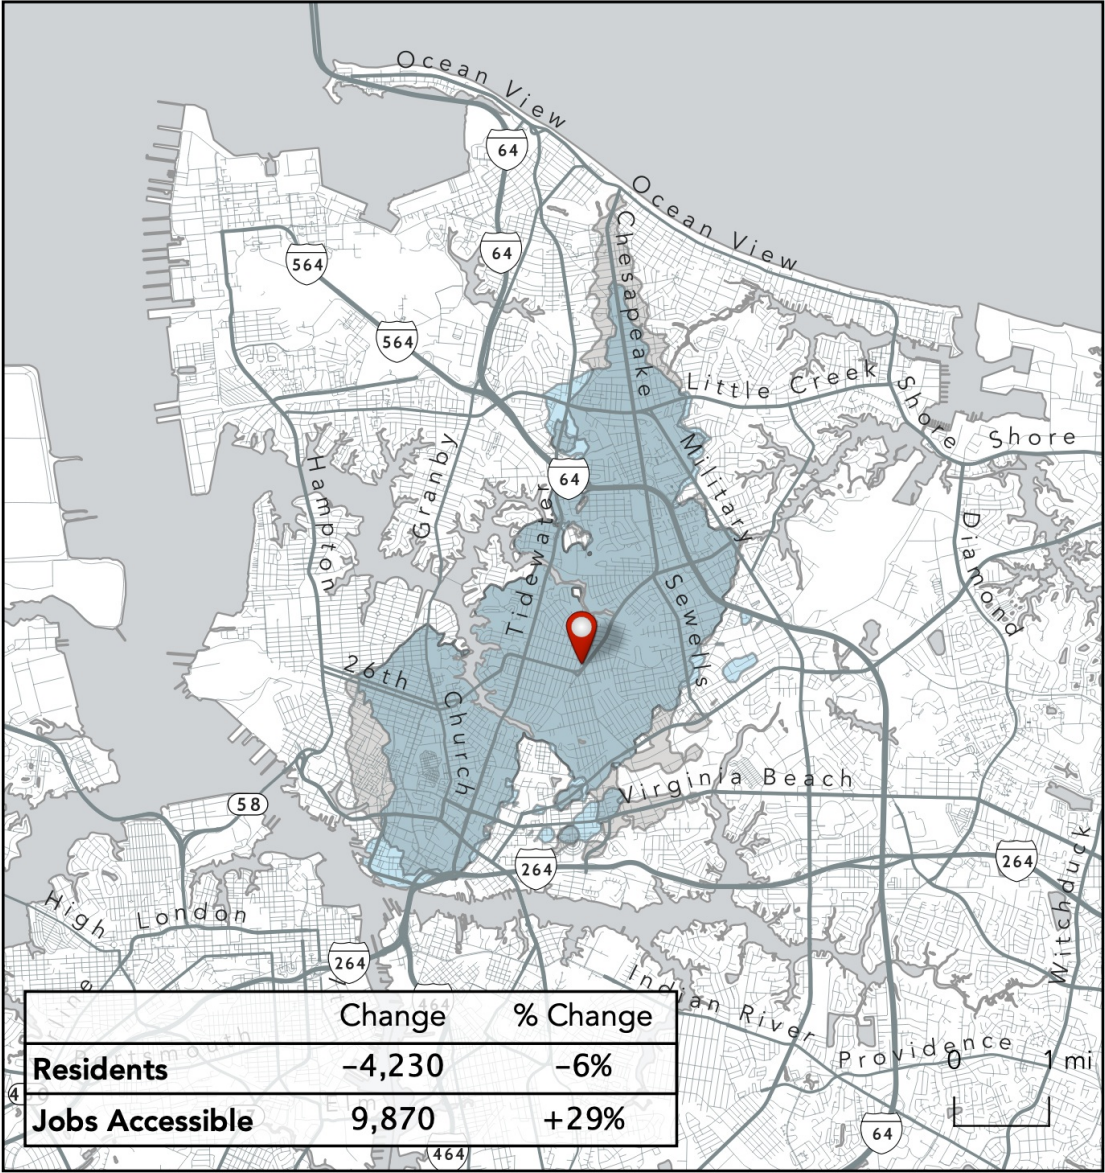 Ocean View
64
Ocean View
Chesapeake
64
564
564
Little Creek
Shore
Shore
Granby
Military
Hampton
64
Tidewater
Diamond
Sewells
26th
Church
Virginia Beach
58
264
264
Witchduck
High
London
264
Indian River
464
Change % Change
Residents −4,230 −6%
Jobs Accessible 9,870 +29%
Portsmouth
Elm
Providence
0 1 mi
64
464